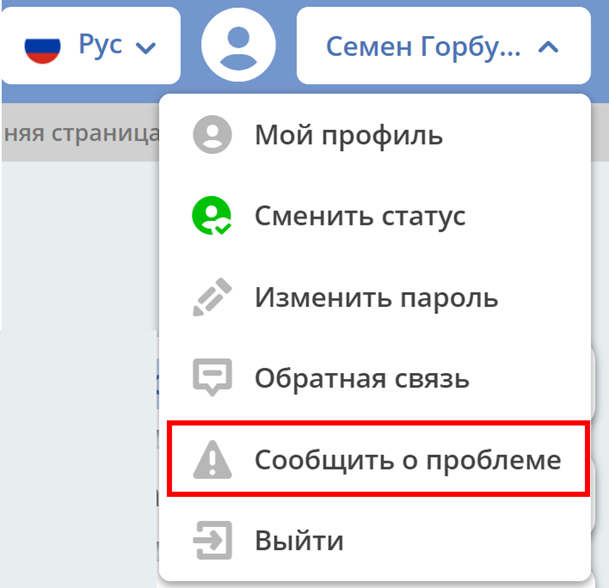 Рус
Семен Горбу...
няя страница
Мой профиль
Сменить статус
Изменить пароль
Обратная связь
Сообщить о проблеме
Выйти